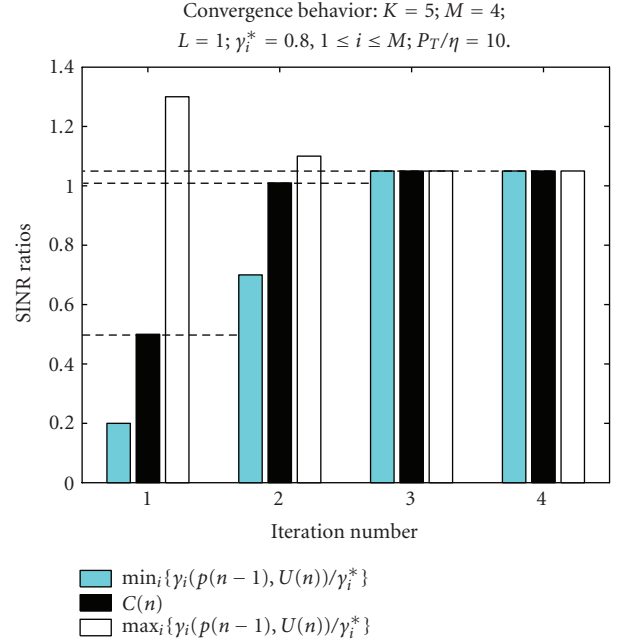 Convergence behavior: K = 5; M = 4;
L = 1; γᵢ* = 0.8, 1 ≤ i ≤ M; P_T/η = 10.
1.4
1.2
1
0.8
0.6
0.4
0.2
0
SINR ratios
1 2 3 4
Iteration number
minᵢ{γᵢ(p(n − 1), U(n))/γᵢ*}
C(n)
maxᵢ{γᵢ(p(n − 1), U(n))/γᵢ*}